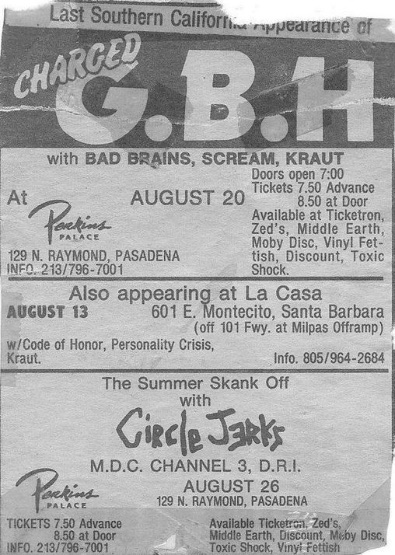 Last Southern California Appearance of
CHARGED
G.B.H
with BAD BRAINS, SCREAM, KRAUT
At
Perkins
PALACE
AUGUST 20
Doors open 7:00
Tickets 7.50 Advance
8.50 at Door
Available at Ticketron,
Zed's, Middle Earth,
Moby Disc, Vinyl Fet-
tish, Discount, Toxic
Shock.
129 N. RAYMOND, PASADENA
INFO. 213/796-7001
Also appearing at La Casa
AUGUST 13
601 E. Montecito, Santa Barbara
(off 101 Fwy. at Milpas Offramp)
w/Code of Honor, Personality Crisis,
Kraut.
Info. 805/964-2684
The Summer Skank Off
with
CiRclE JERKS
M.D.C. CHANNEL 3, D.R.I.
Perkins
PALACE
AUGUST 26
129 N. RAYMOND, PASADENA
TICKETS 7.50 Advance
8.50 at Door
INFO. 213/796-7001
Available Ticketron, Zed's,
Middle Earth, Discount, Moby Disc,
Toxic Shock, Vinyl Fettish